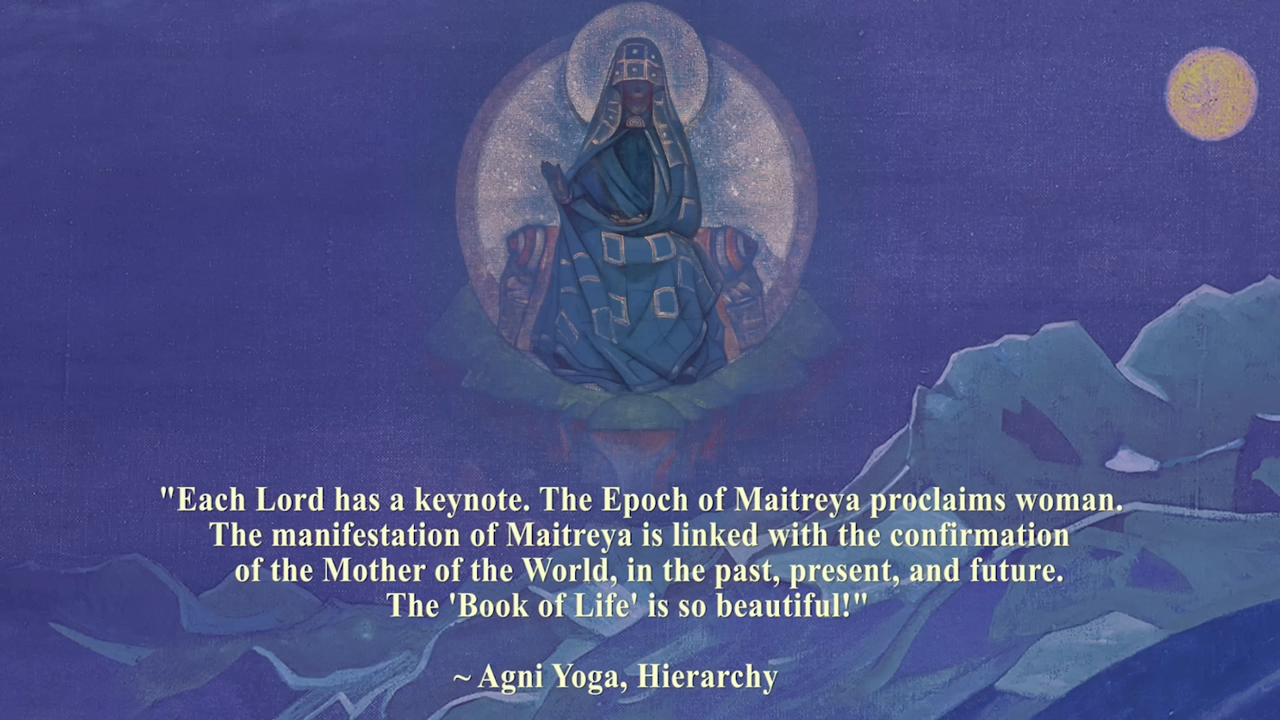 "Each Lord has a keynote. The Epoch of Maitreya proclaims woman.
The manifestation of Maitreya is linked with the confirmation
of the Mother of the World, in the past, present, and future.
The 'Book of Life' is so beautiful!"
~ Agni Yoga, Hierarchy